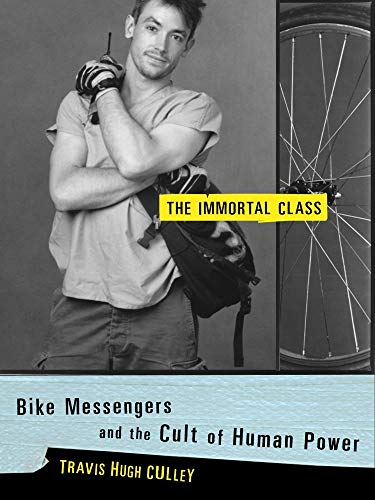 THE IMMORTAL CLASS
Bike Messengers
and the Cult of Human Power
TRAVIS HUGH CULLEY